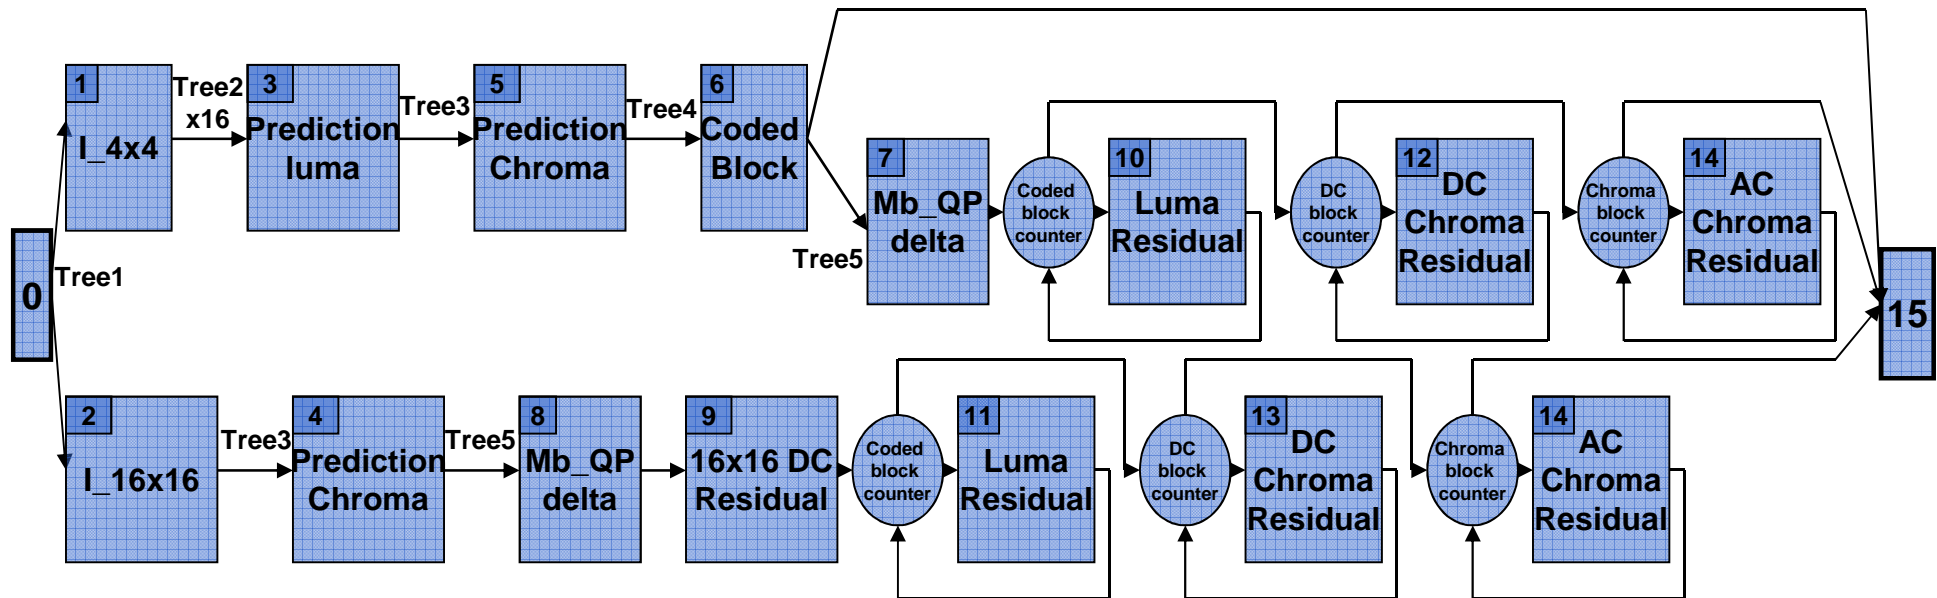 0
Tree1
1
I_4x4
Tree2
x16
3
Prediction
luma
Tree3
5
Prediction
Chroma
Tree4
6
Coded
Block
Tree5
7
Mb_QP
delta
Coded
block
counter
10
Luma
Residual
DC
block
counter
12
DC
Chroma
Residual
Chroma
block
counter
14
AC
Chroma
Residual
15
2
I_16x16
Tree3
4
Prediction
Chroma
Tree5
8
Mb_QP
delta
9
16x16 DC
Residual
Coded
block
counter
11
Luma
Residual
DC
block
counter
13
DC
Chroma
Residual
Chroma
block
counter
14
AC
Chroma
Residual